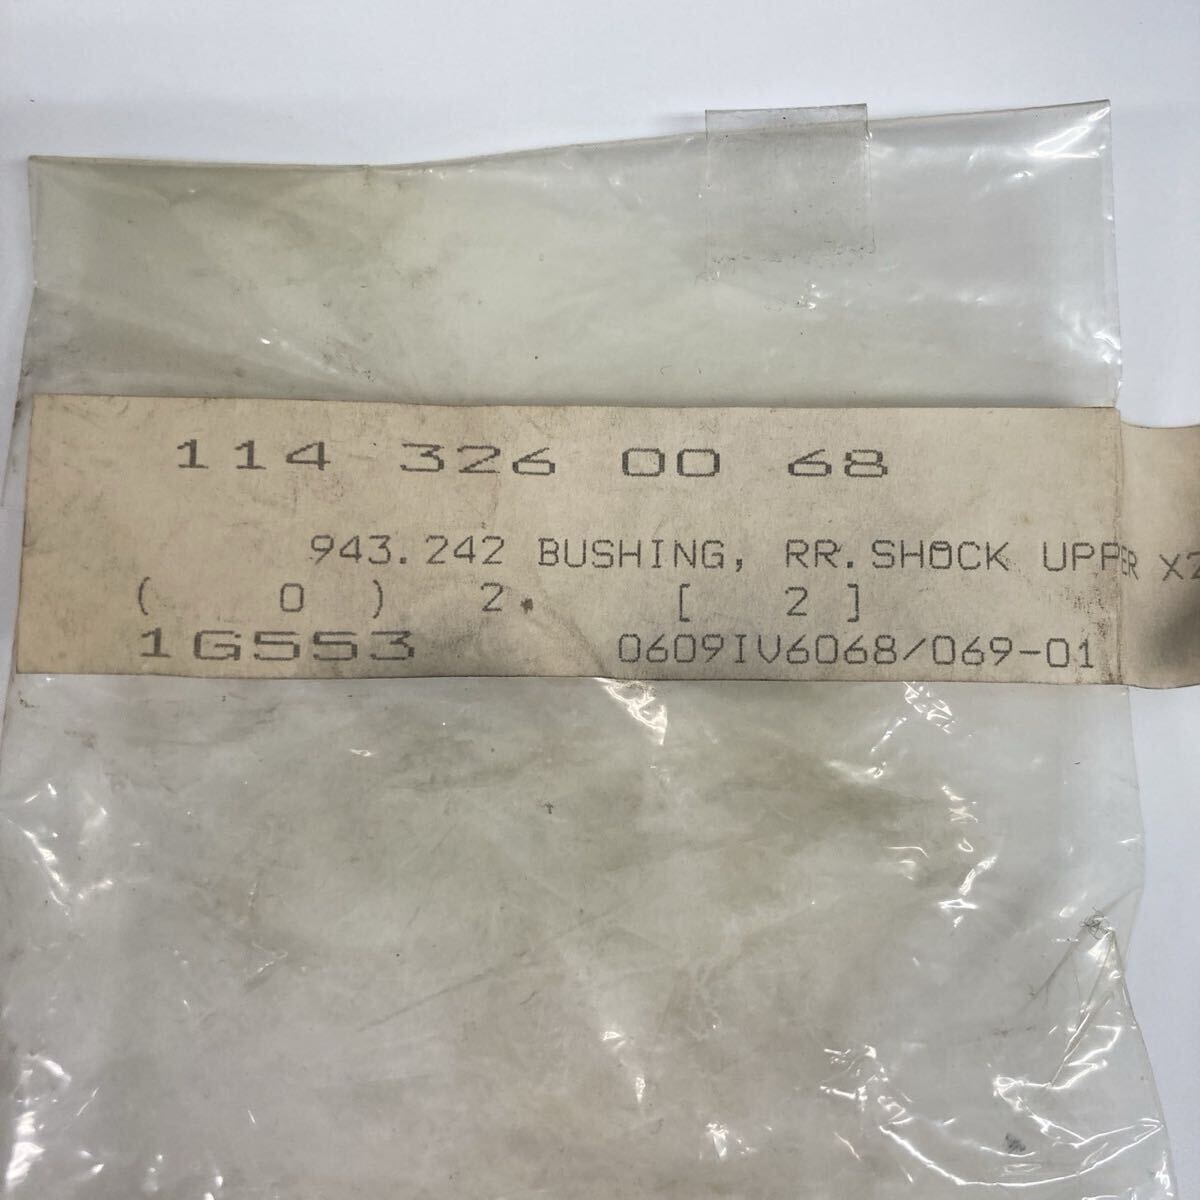 114 326 00 68
943.242 BUSHING, RR.SHOCK UPPER X2
( 0 ) 2. [ 2 ]
1G553 0609IV6068/069-01